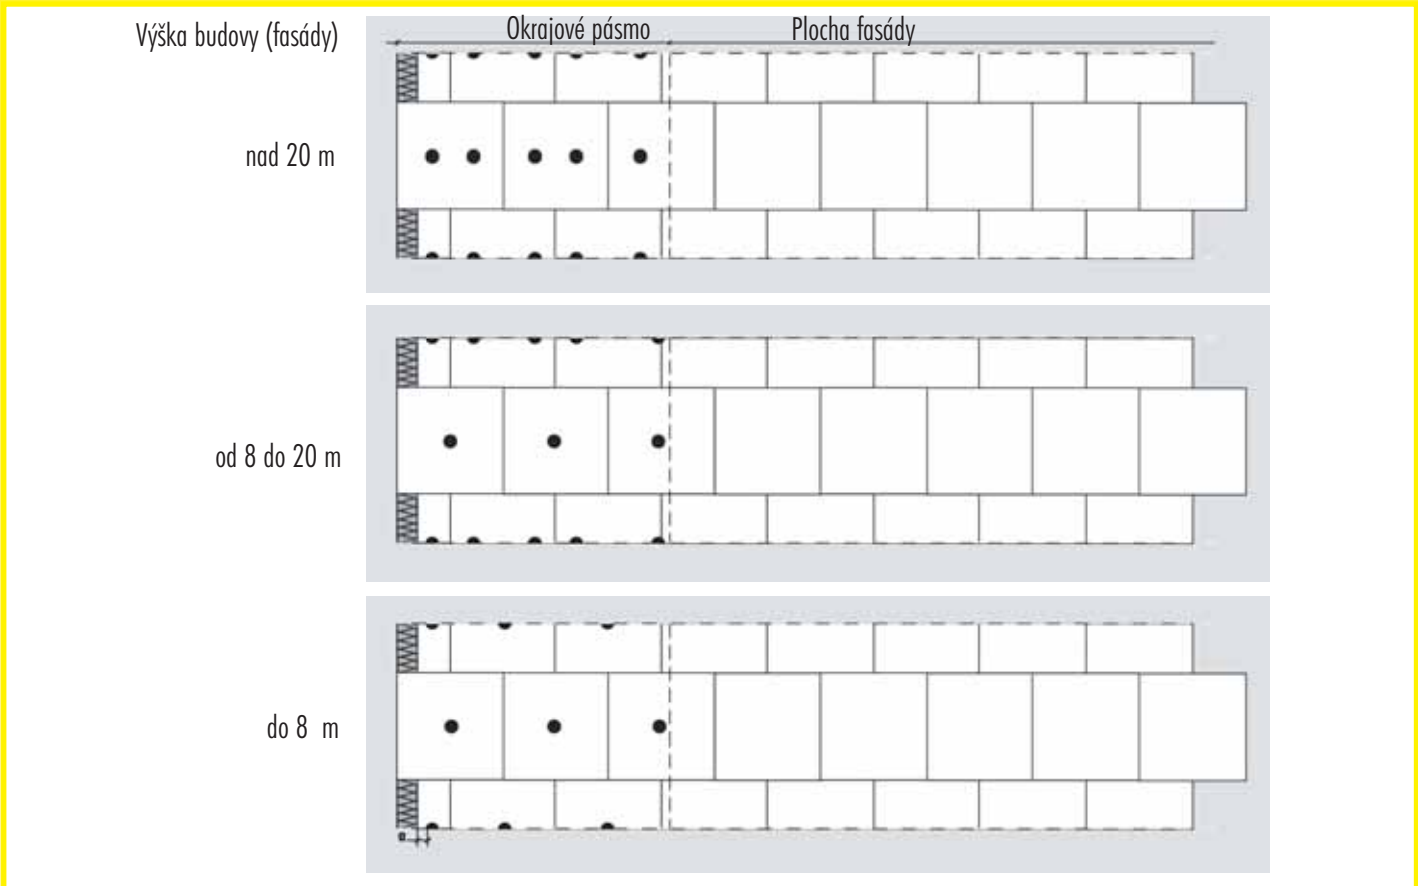 Výška budovy (fasády)
Okrajové pásmo
Plocha fasády
nad 20 m
od 8 do 20 m
do 8 m